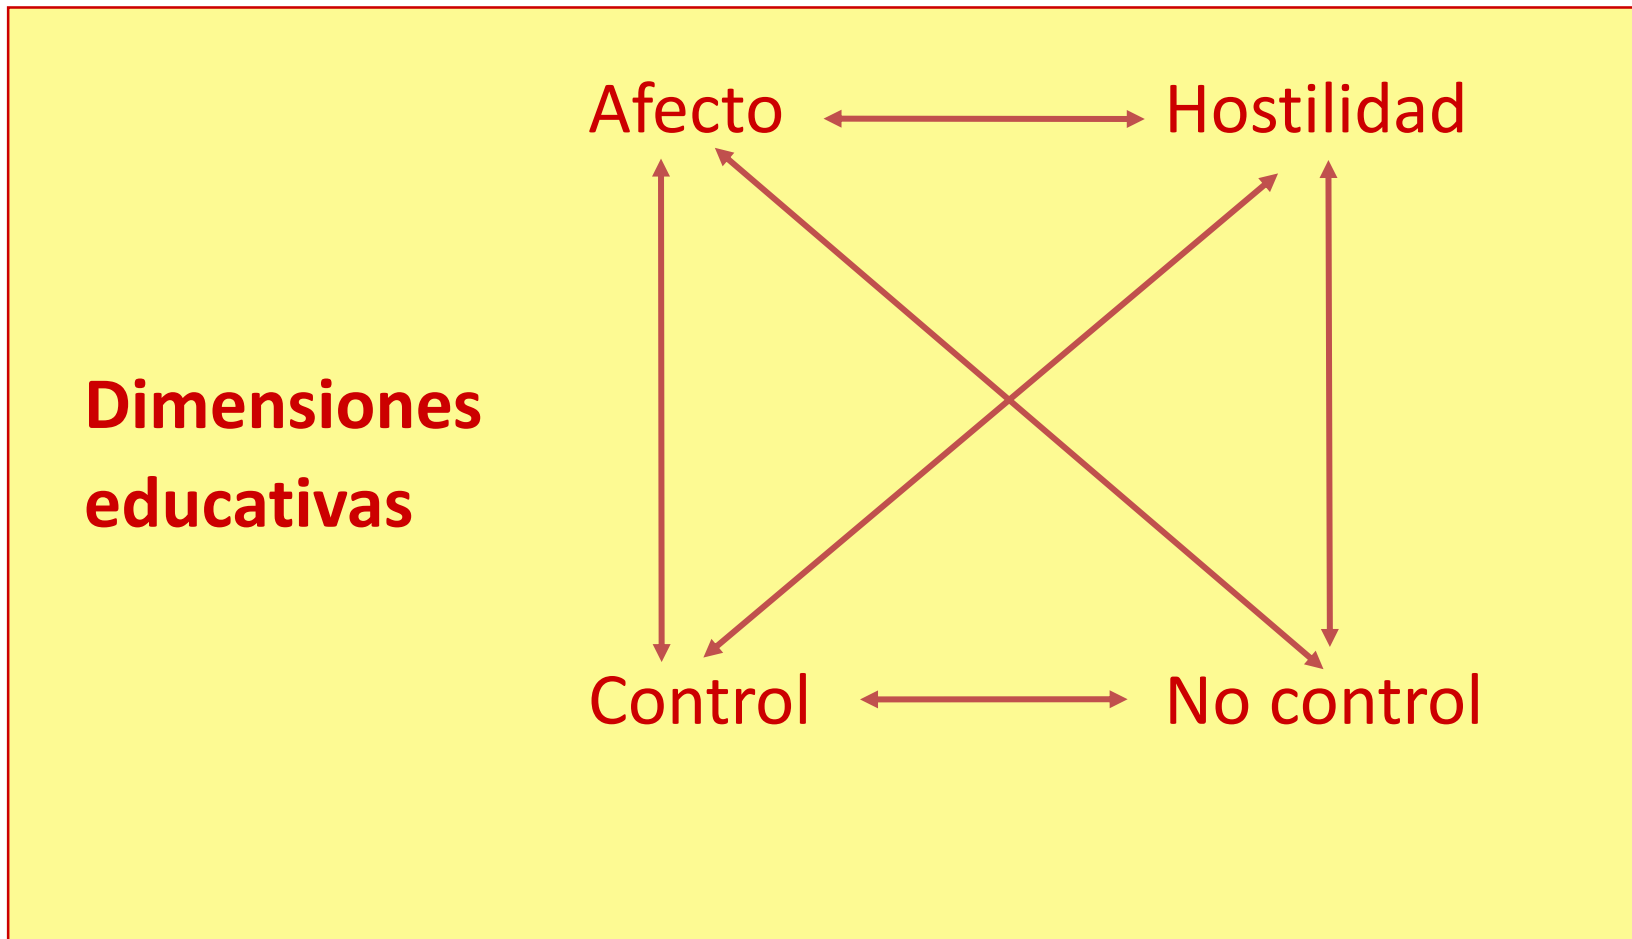 Afecto Hostilidad
Dimensiones
educativas
Control No control